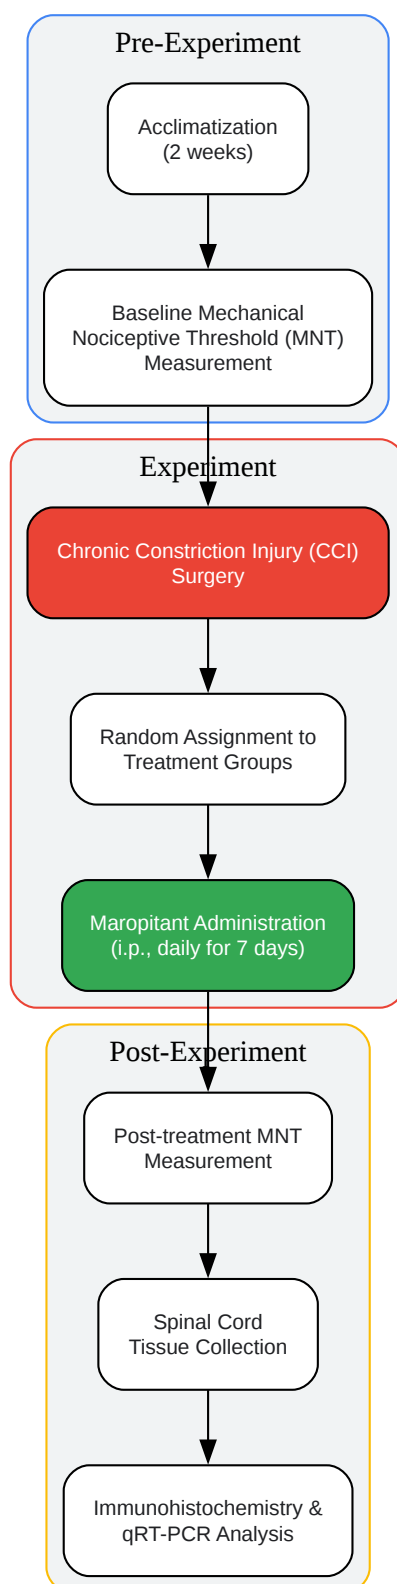 Pre-Experiment
Acclimatization
(2 weeks)
Baseline Mechanical
Nociceptive Threshold (MNT)
Measurement
Experiment
Chronic Constriction Injury (CCI)
Surgery
Random Assignment to
Treatment Groups
Maropitant Administration
(i.p., daily for 7 days)
Post-Experiment
Post-treatment MNT
Measurement
Spinal Cord
Tissue Collection
Immunohistochemistry &
qRT-PCR Analysis